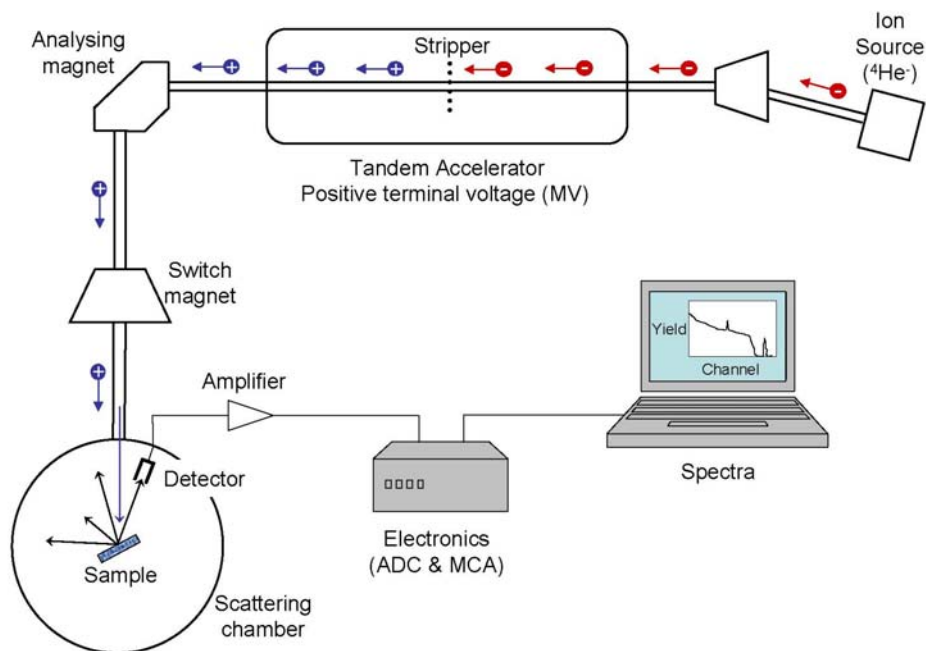 Analysing
magnet
Stripper
Ion
Source
(⁴He⁻)
Tandem Accelerator
Positive terminal voltage (MV)
Switch
magnet
Amplifier
Yield
Channel
Detector
Spectra
Electronics
(ADC & MCA)
Sample
Scattering
chamber